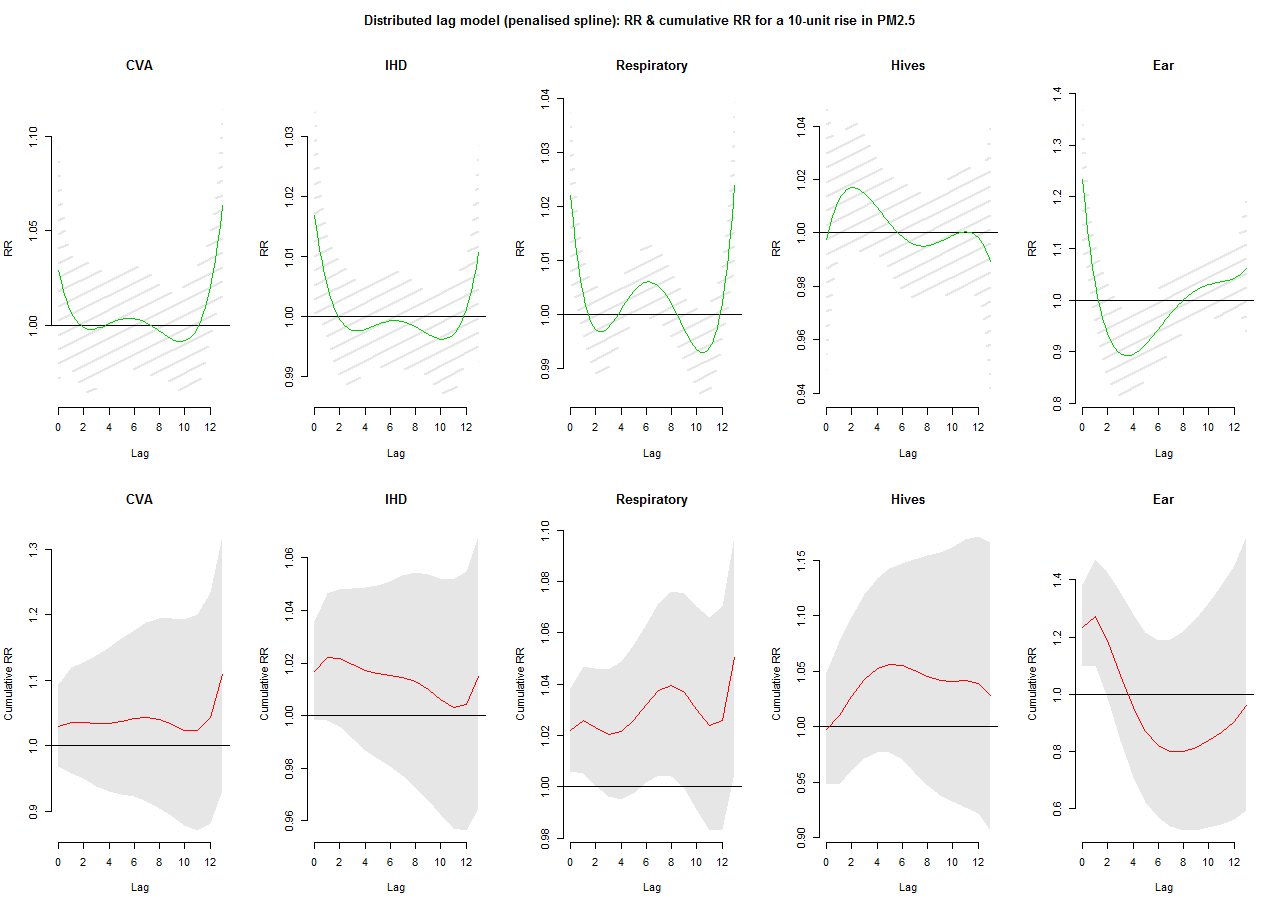 Distributed lag model (penalised spline): RR & cumulative RR for a 10-unit rise in PM2.5
CVA IHD Respiratory Hives Ear
RR
1.00 1.05 1.10
0 2 4 6 8 10 12
Lag
RR
0.99 1.00 1.01 1.02 1.03
0 2 4 6 8 10 12
Lag
RR
0.99 1.00 1.01 1.02 1.03 1.04
0 2 4 6 8 10 12
Lag
RR
0.94 0.96 0.98 1.00 1.02 1.04
0 2 4 6 8 10 12
Lag
RR
0.8 0.9 1.0 1.1 1.2 1.3 1.4
0 2 4 6 8 10 12
Lag
CVA IHD Respiratory Hives Ear
Cumulative RR
0.9 1.0 1.1 1.2 1.3
0 2 4 6 8 10 12
Lag
Cumulative RR
0.96 0.98 1.00 1.02 1.04 1.06
0 2 4 6 8 10 12
Lag
Cumulative RR
0.98 1.00 1.02 1.04 1.06 1.08 1.10
0 2 4 6 8 10 12
Lag
Cumulative RR
0.90 0.95 1.00 1.05 1.10 1.15
0 2 4 6 8 10 12
Lag
Cumulative RR
0.6 0.8 1.0 1.2 1.4
0 2 4 6 8 10 12
Lag